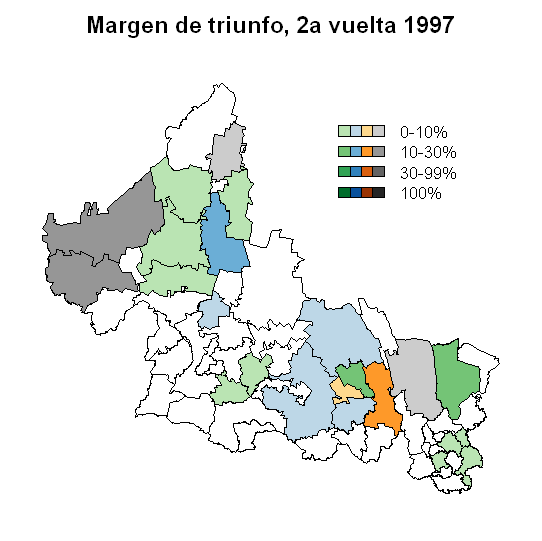 Margen de triunfo, 2a vuelta 1997
0-10%
10-30%
30-99%
100%